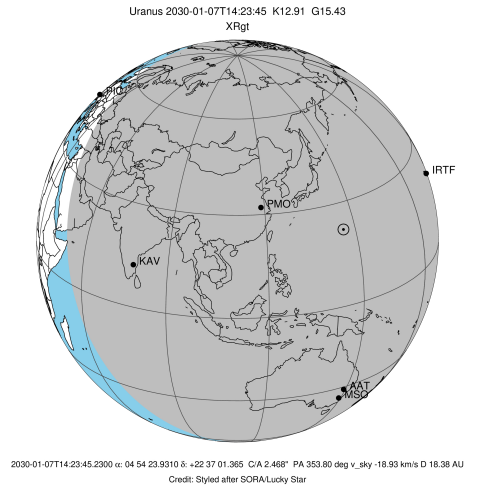 Uranus 2030-01-07T14:23:45 K12.91 G15.43
XRgt
PIC
IRTF
PMO
KAV
AAT
MSO
2030-01-07T14:23:45.2300 α: 04 54 23.9310 δ: +22 37 01.365 C/A 2.468" PA 353.80 deg v_sky -18.93 km/s D 18.38 AU
Credit: Styled after SORA/Lucky Star